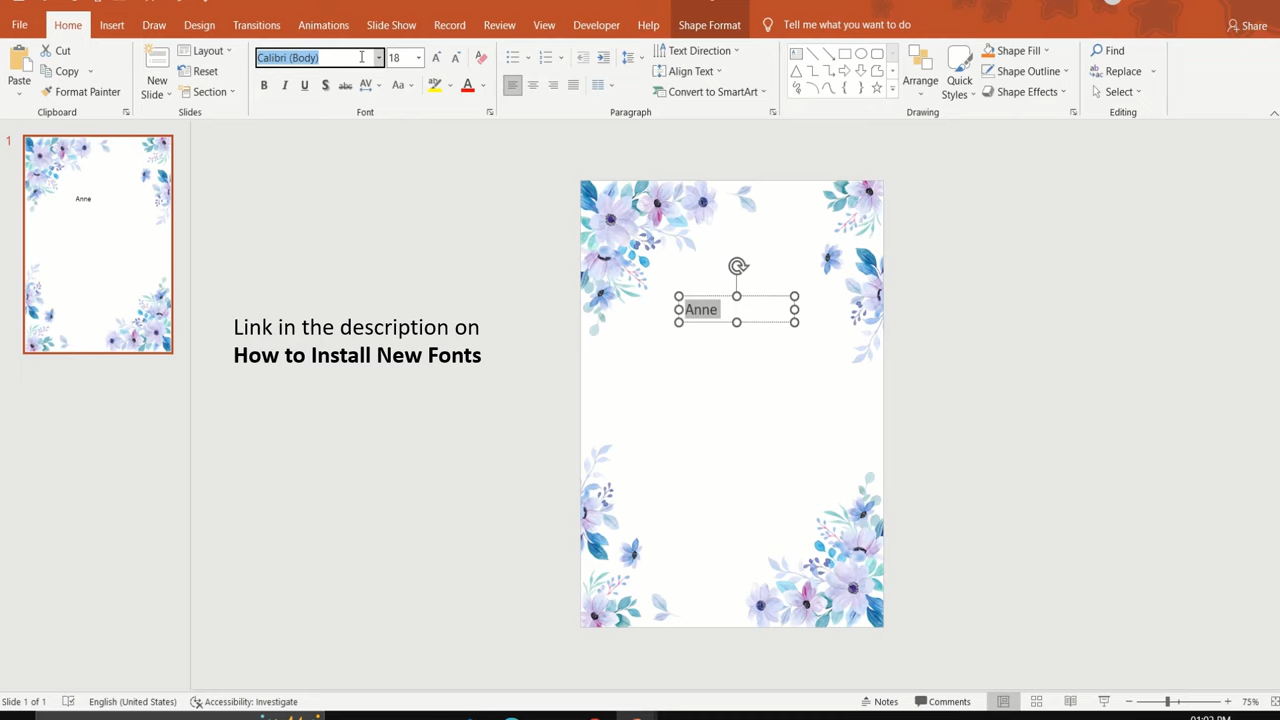 File Home Insert Draw Design Transitions Animations Slide Show Record Review View Developer Help Shape Format Tell me what you want to do Share
Paste
Cut
Copy
Format Painter
Clipboard
New
Slide
Layout
Reset
Section
Slides
Calibri (Body) 18
B I U S abc AV Aa A
Font
Text Direction
Align Text
Convert to SmartArt
Paragraph
Arrange
Quick
Styles
Shape Fill
Shape Outline
Shape Effects
Drawing
Find
Replace
Select
Editing
1
Anne
Link in the description on
How to Install New Fonts
Anne
Slide 1 of 1 English (United States) Accessibility: Investigate Notes Comments 75%